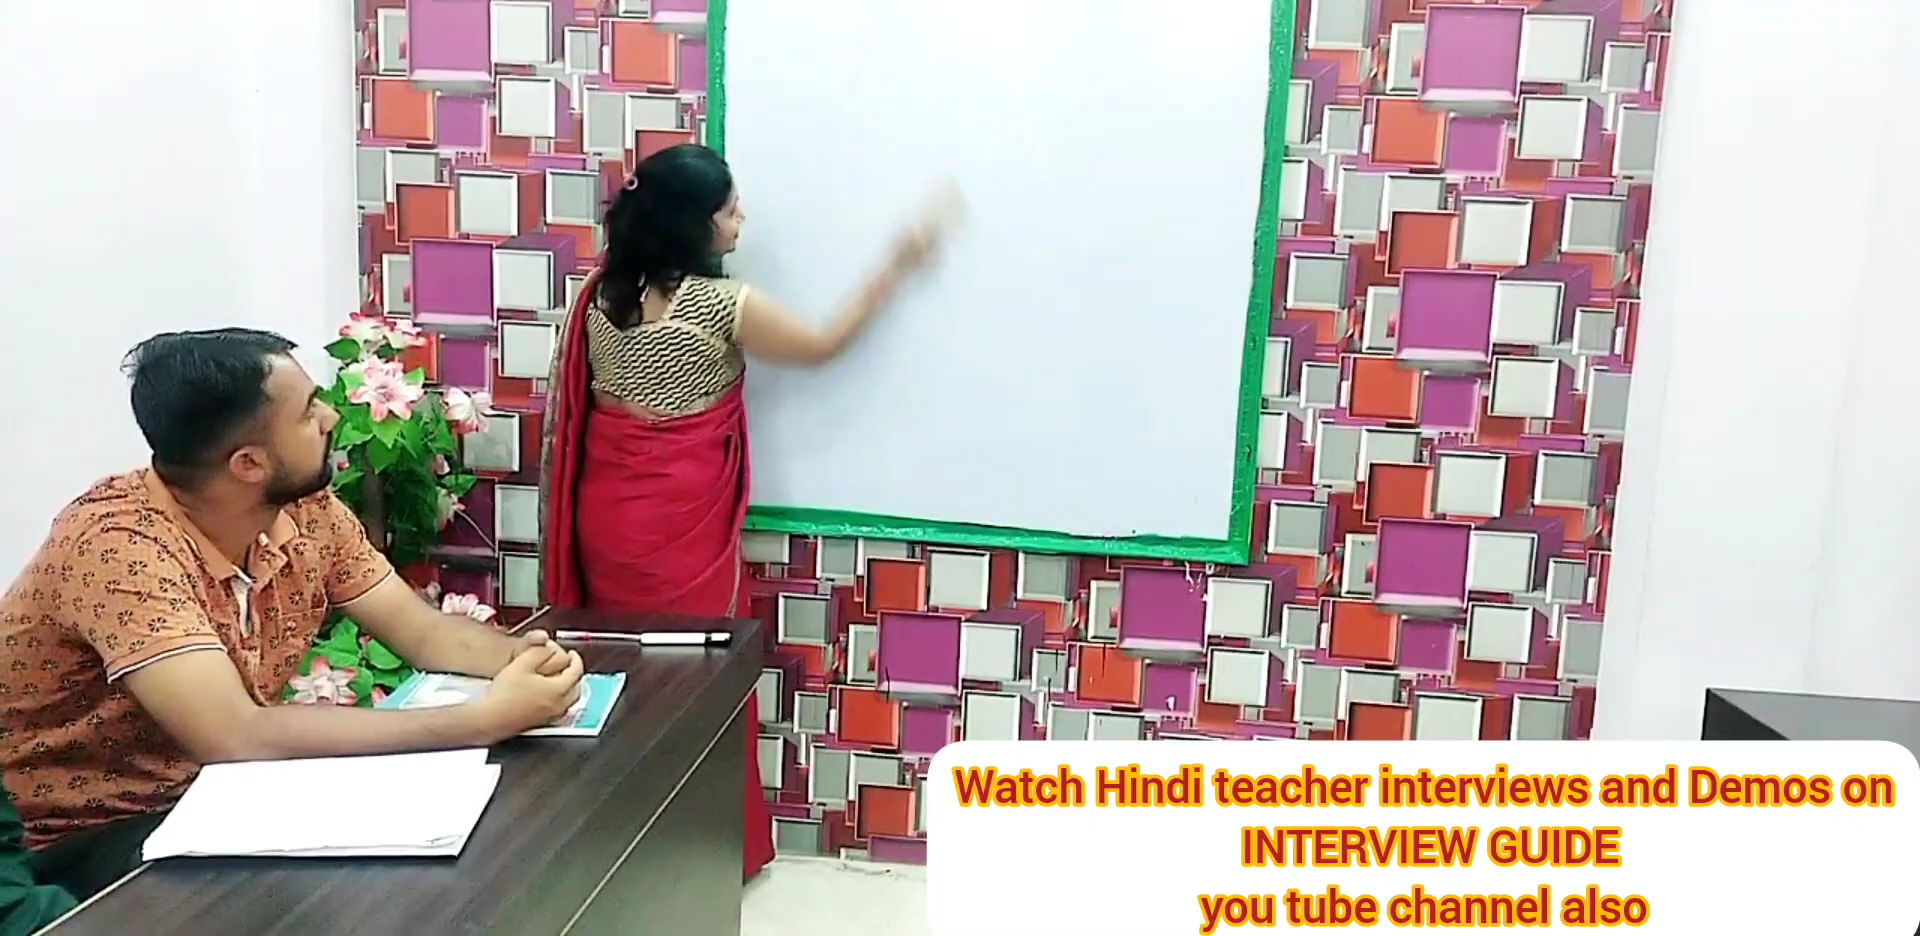 Watch Hindi teacher interviews and Demos on
INTERVIEW GUIDE
you tube channel also